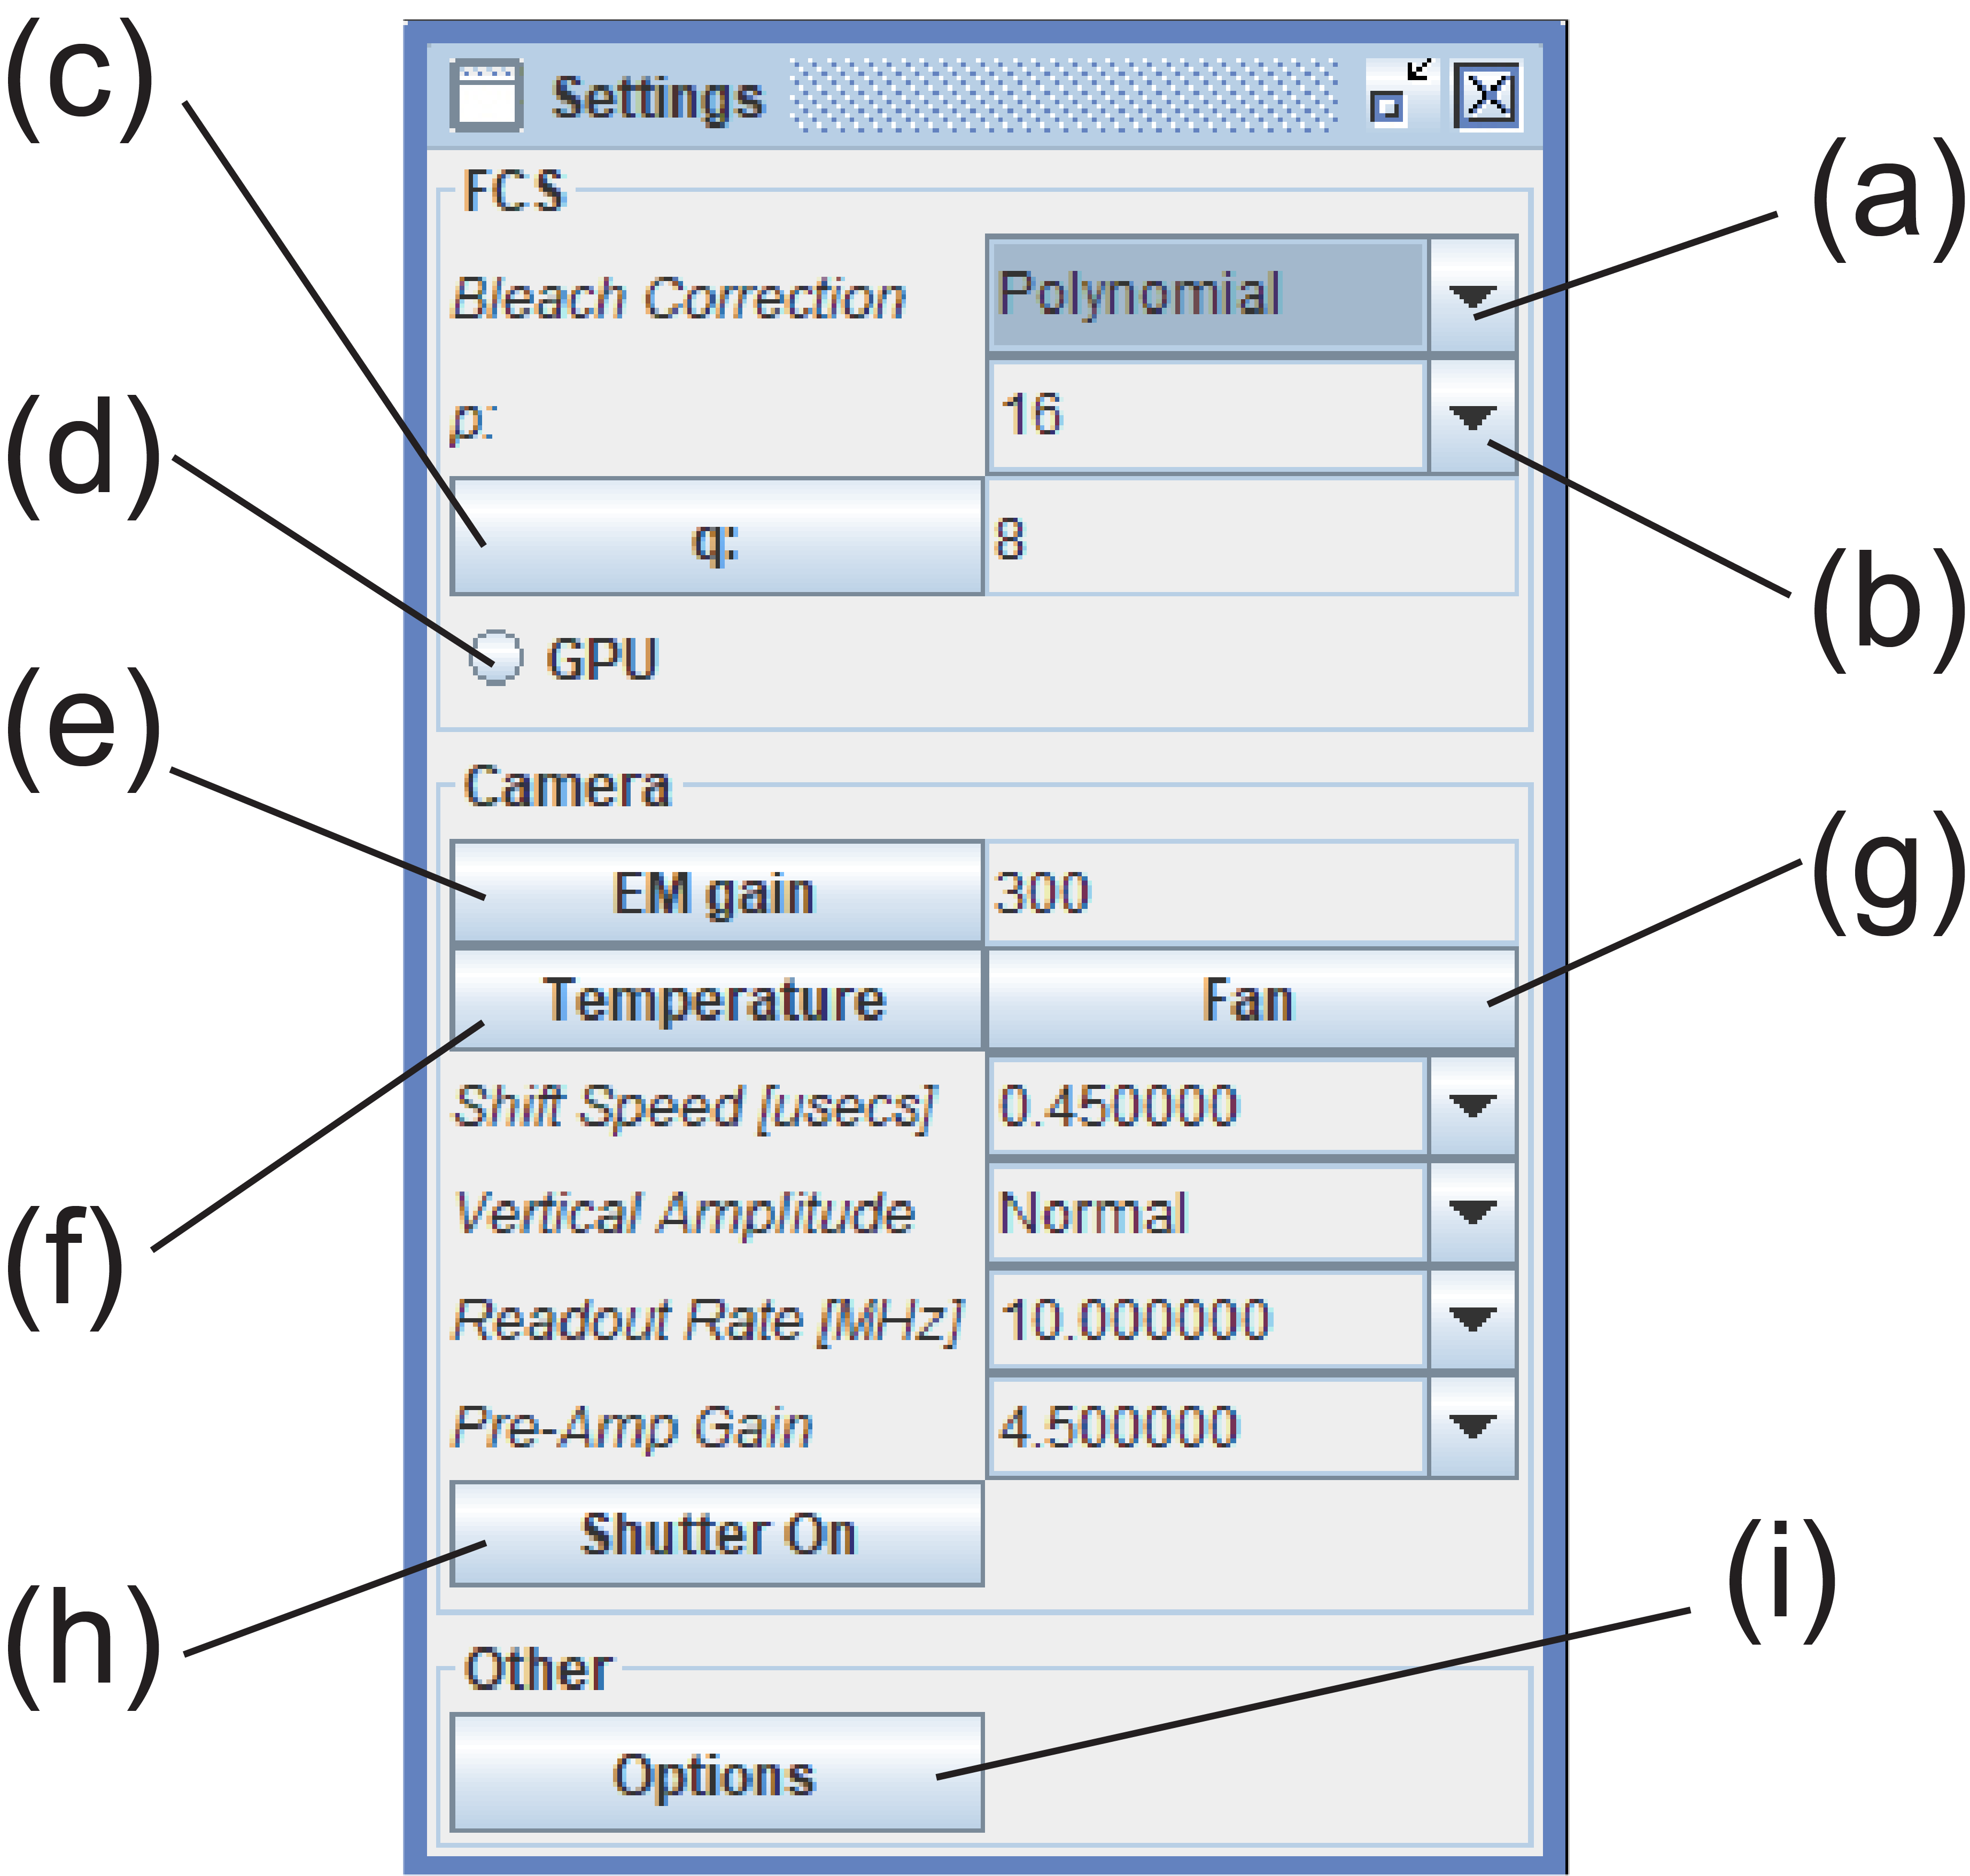 (c)
Settings
FCS
(a)
Bleach Correction Polynomial
(d)
p: 16
q: 8
(b)
GPU
(e)
Camera
EM gain 300
(g)
Temperature Fan
Shift Speed [usecs] 0.450000
(f)
Vertical Amplitude Normal
Readout Rate [MHz] 10.000000
Pre-Amp Gain 4.500000
Shutter On
(i)
(h)
Other
Options